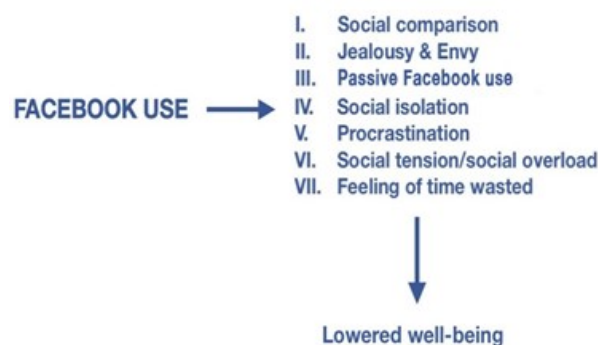 I. Social comparison
II. Jealousy & Envy
III. Passive Facebook use
FACEBOOK USE
IV. Social isolation
V. Procrastination
VI. Social tension/social overload
VII. Feeling of time wasted
Lowered well-being